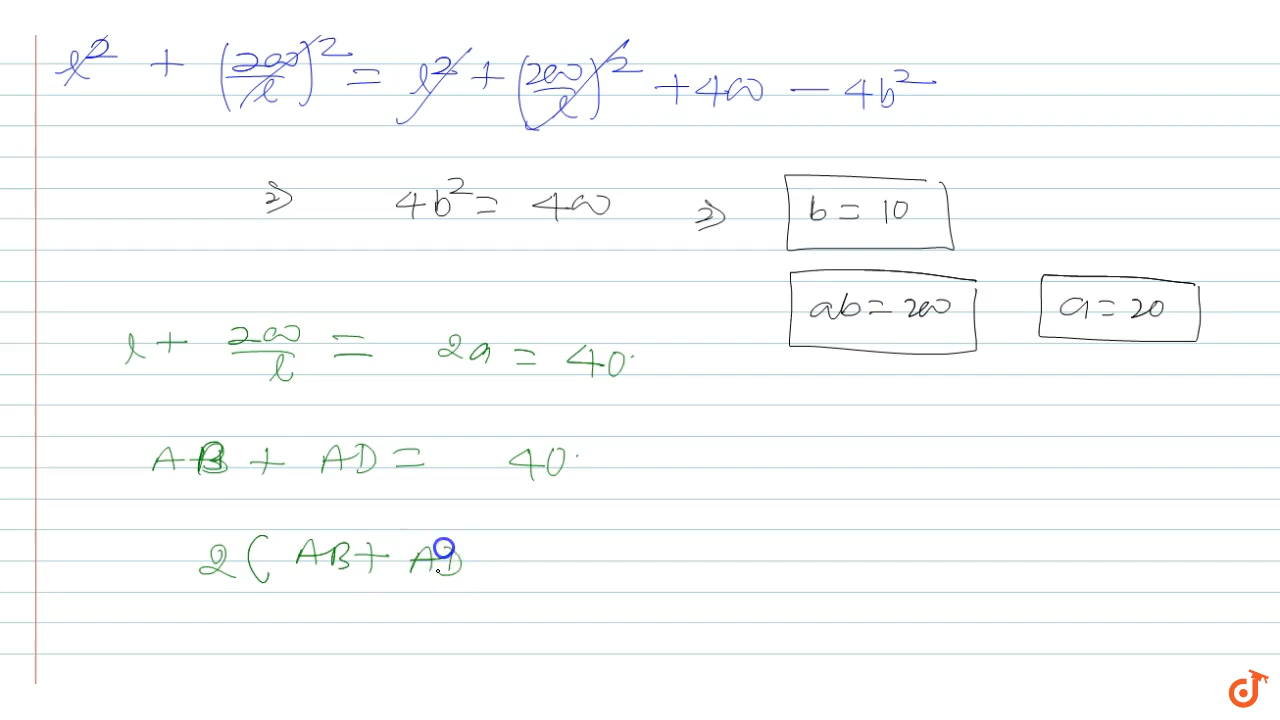 l² + (200/l)² = l² + (200/l)² + 400 - 4b²
⇒ 4b² = 400 ⇒ b = 10
ab = 200 a = 20
l + 200/l = 2a = 40.
AB + AD = 40.
2 ( AB + AD